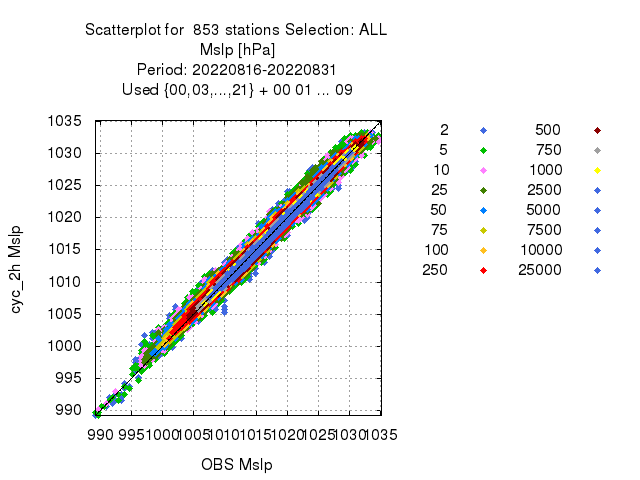 Scatterplot for 853 stations Selection: ALL
Mslp [hPa]
Period: 20220816-20220831
Used {00,03,...,21} + 00 01 ... 09
1035
1030
1025
1020
1015
1010
1005
1000
995
990
cyc_2h Mslp
990 995 1000 1005 1010 1015 1020 1025 1030 1035
OBS Mslp
2 500
5 750
10 1000
25 2500
50 5000
75 7500
100 10000
250 25000